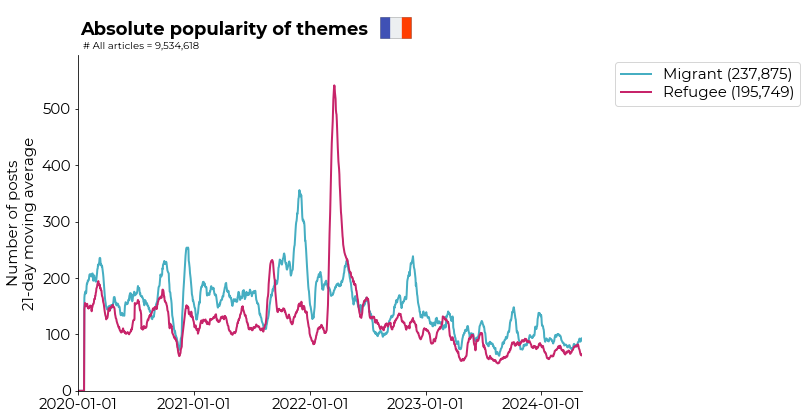 Absolute popularity of themes
# All articles = 9,534,618
Migrant (237,875)
Refugee (195,749)
Number of posts
21-day moving average
500
400
300
200
100
0
2020-01-01 2021-01-01 2022-01-01 2023-01-01 2024-01-01